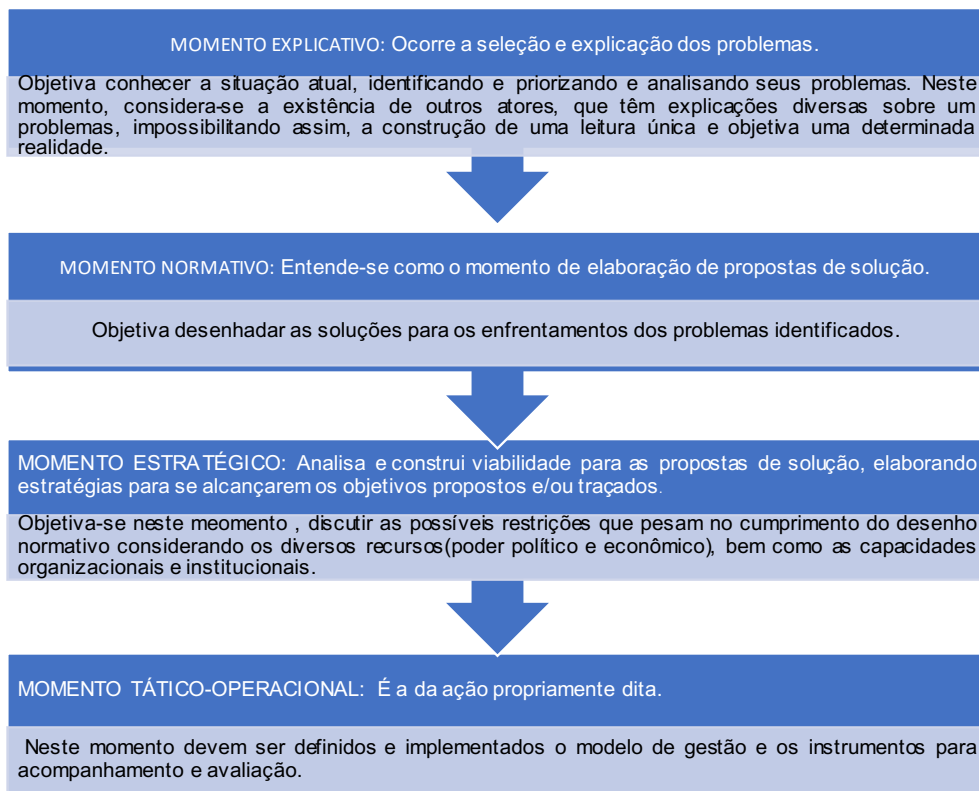 MOMENTO EXPLICATIVO: Ocorre a seleção e explicação dos problemas.
Objetiva conhecer a situação atual, identificando e priorizando e analisando seus problemas. Neste
momento, considera-se a existência de outros atores, que têm explicações diversas sobre um
problemas, impossibilitando assim, a construção de uma leitura única e objetiva uma determinada
realidade.
MOMENTO NORMATIVO: Entende-se como o momento de elaboração de propostas de solução.
Objetiva desenhadar as soluções para os enfrentamentos dos problemas identificados.
MOMENTO ESTRATÉGICO: Analisa e construi viabilidade para as propostas de solução, elaborando
estratégias para se alcançarem os objetivos propostos e/ou traçados.
Objetiva-se neste meomento , discutir as possíveis restrições que pesam no cumprimento do desenho
normativo considerando os diversos recursos(poder político e econômico), bem como as capacidades
organizacionais e institucionais.
MOMENTO TÁTICO-OPERACIONAL: É a da ação propriamente dita.
Neste momento devem ser definidos e implementados o modelo de gestão e os instrumentos para
acompanhamento e avaliação.